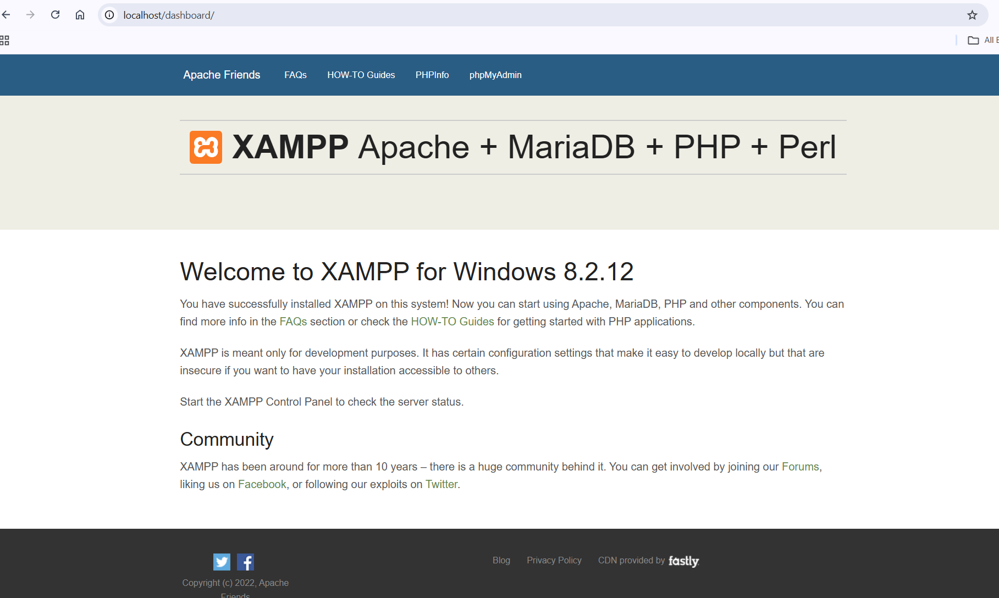 localhost/dashboard/
All
Apache Friends FAQs HOW-TO Guides PHPInfo phpMyAdmin
XAMPP Apache + MariaDB + PHP + Perl
Welcome to XAMPP for Windows 8.2.12
You have successfully installed XAMPP on this system! Now you can start using Apache, MariaDB, PHP and other components. You can
find more info in the FAQs section or check the HOW-TO Guides for getting started with PHP applications.
XAMPP is meant only for development purposes. It has certain configuration settings that make it easy to develop locally but that are
insecure if you want to have your installation accessible to others.
Start the XAMPP Control Panel to check the server status.
Community
XAMPP has been around for more than 10 years – there is a huge community behind it. You can get involved by joining our Forums,
liking us on Facebook, or following our exploits on Twitter.
Blog Privacy Policy CDN provided by fastly
Copyright (c) 2022, Apache
Friends